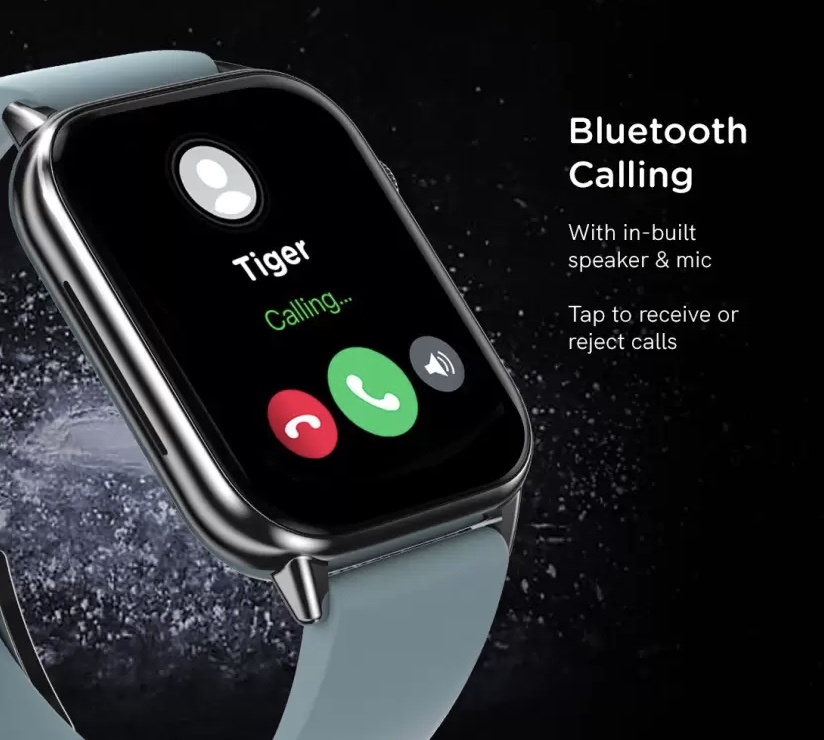 Tiger
Calling...
Bluetooth
Calling
With in-built
speaker & mic
Tap to receive or
reject calls